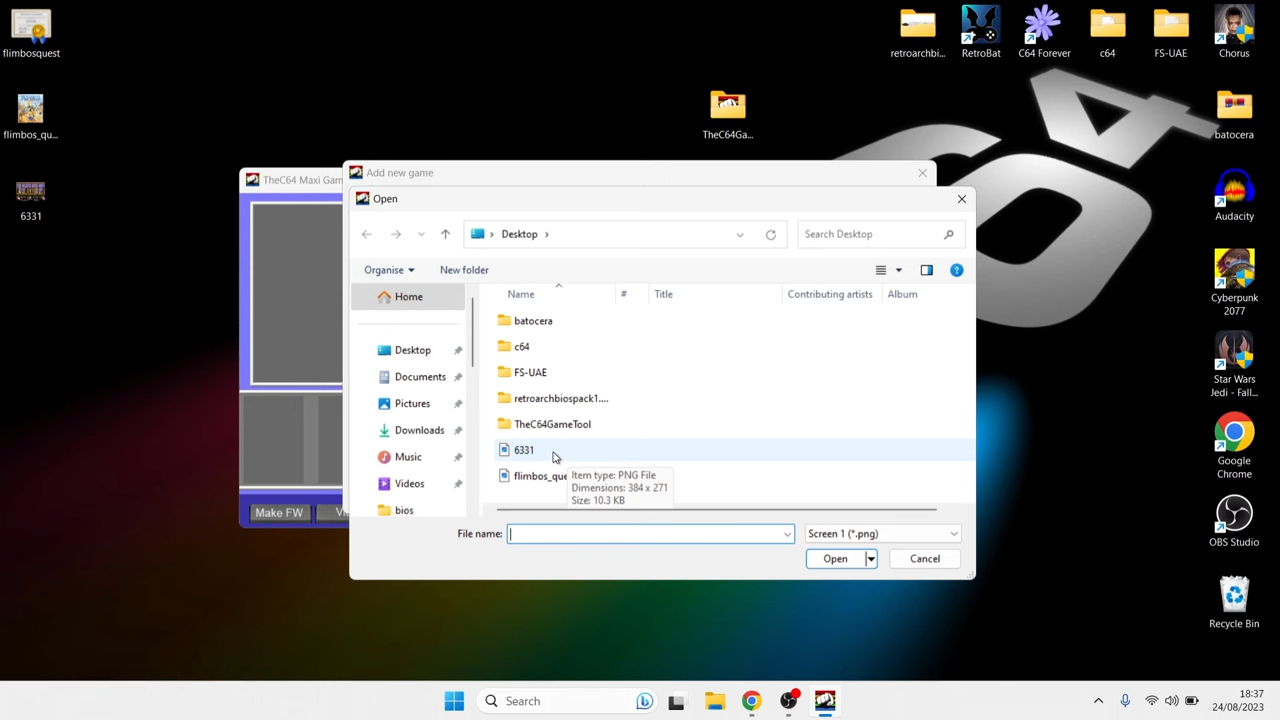 flimbosquest
flimbos_qu...
6331
TheC64Ga...
retroarchbi...
RetroBat
C64 Forever
c64
FS-UAE
Chorus
batocera
Audacity
Cyberpunk
2077
Star Wars
Jedi - Fall...
Google
Chrome
OBS Studio
Recycle Bin
TheC64 Maxi Gam
Make FW
Vi
Add new game
Open
Desktop
Search Desktop
Organise
New folder
Name
#
Title
Contributing artists
Album
Home
Desktop
Documents
Pictures
Downloads
Music
Videos
bios
batocera
c64
FS-UAE
retroarchbiospack1....
TheC64GameTool
6331
flimbos_que
Item type: PNG File
Dimensions: 384 x 271
Size: 10.3 KB
File name:
Screen 1 (*.png)
Open
Cancel
Search
18:37
24/08/2023